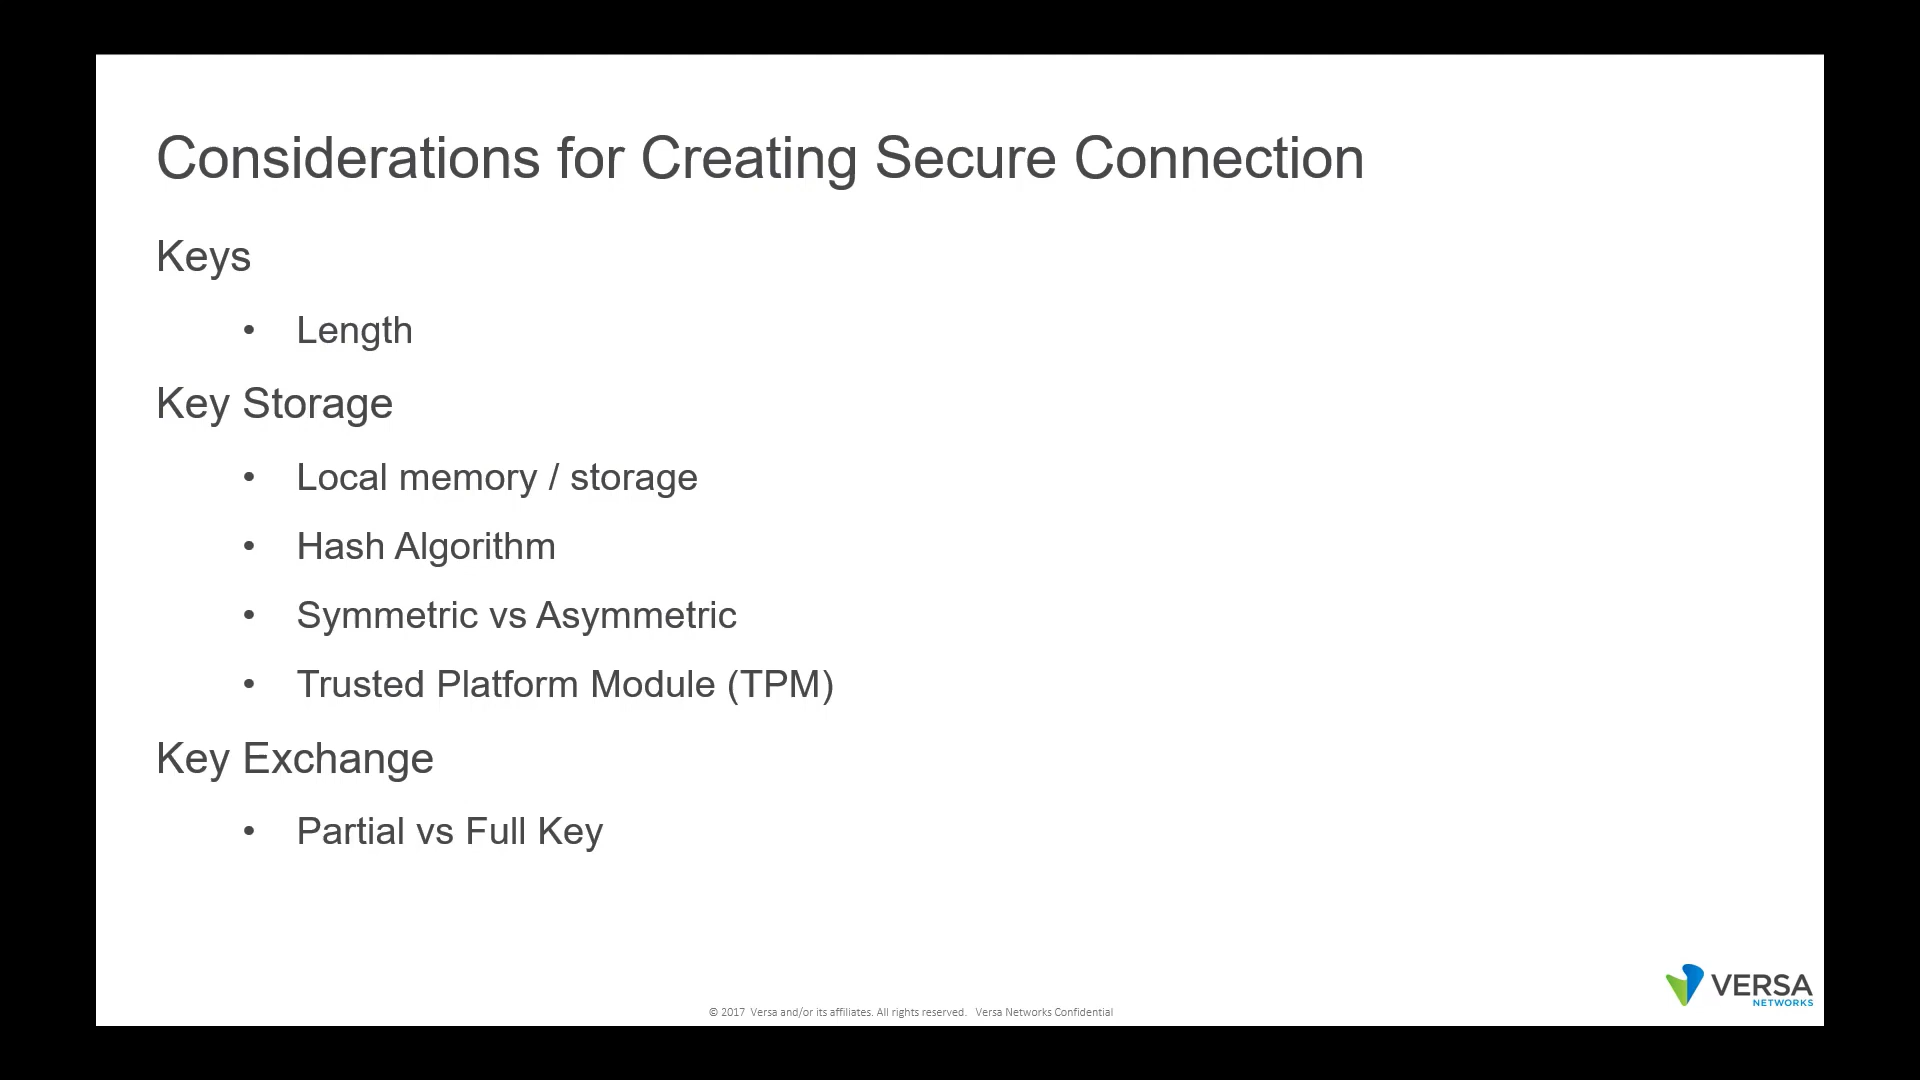 Considerations for Creating Secure Connection
Keys
• Length
Key Storage
• Local memory / storage
• Hash Algorithm
• Symmetric vs Asymmetric
• Trusted Platform Module (TPM)
Key Exchange
• Partial vs Full Key
VERSA
NETWORKS
© 2017 Versa and/or its affiliates. All rights reserved. Versa Networks Confidential